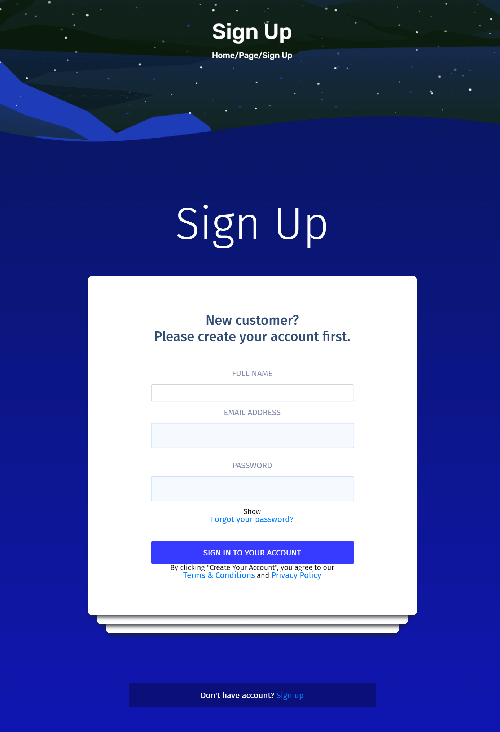 Sign Up
Home/Page/Sign Up
Sign Up
New customer?
Please create your account first.
FULL NAME
EMAIL ADDRESS
PASSWORD
Show
Forgot your password?
SIGN IN TO YOUR ACCOUNT
By clicking "Create Your Account", you agree to our
Terms & Conditions and Privacy Policy
Don't have account? Sign up